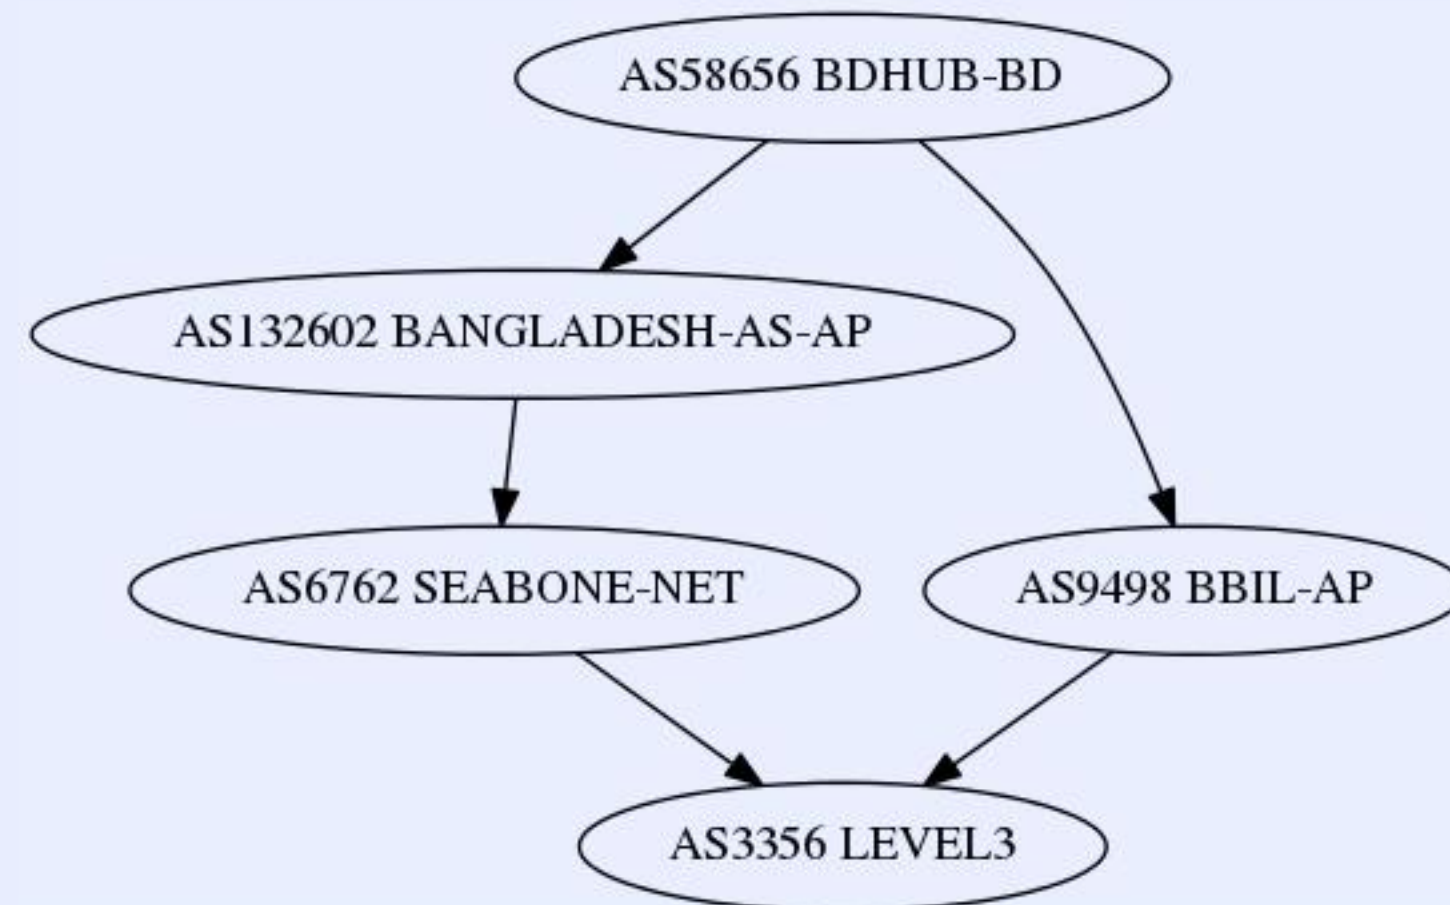 AS58656 BDHUB-BD
AS132602 BANGLADESH-AS-AP
AS6762 SEABONE-NET
AS9498 BBIL-AP
AS3356 LEVEL3